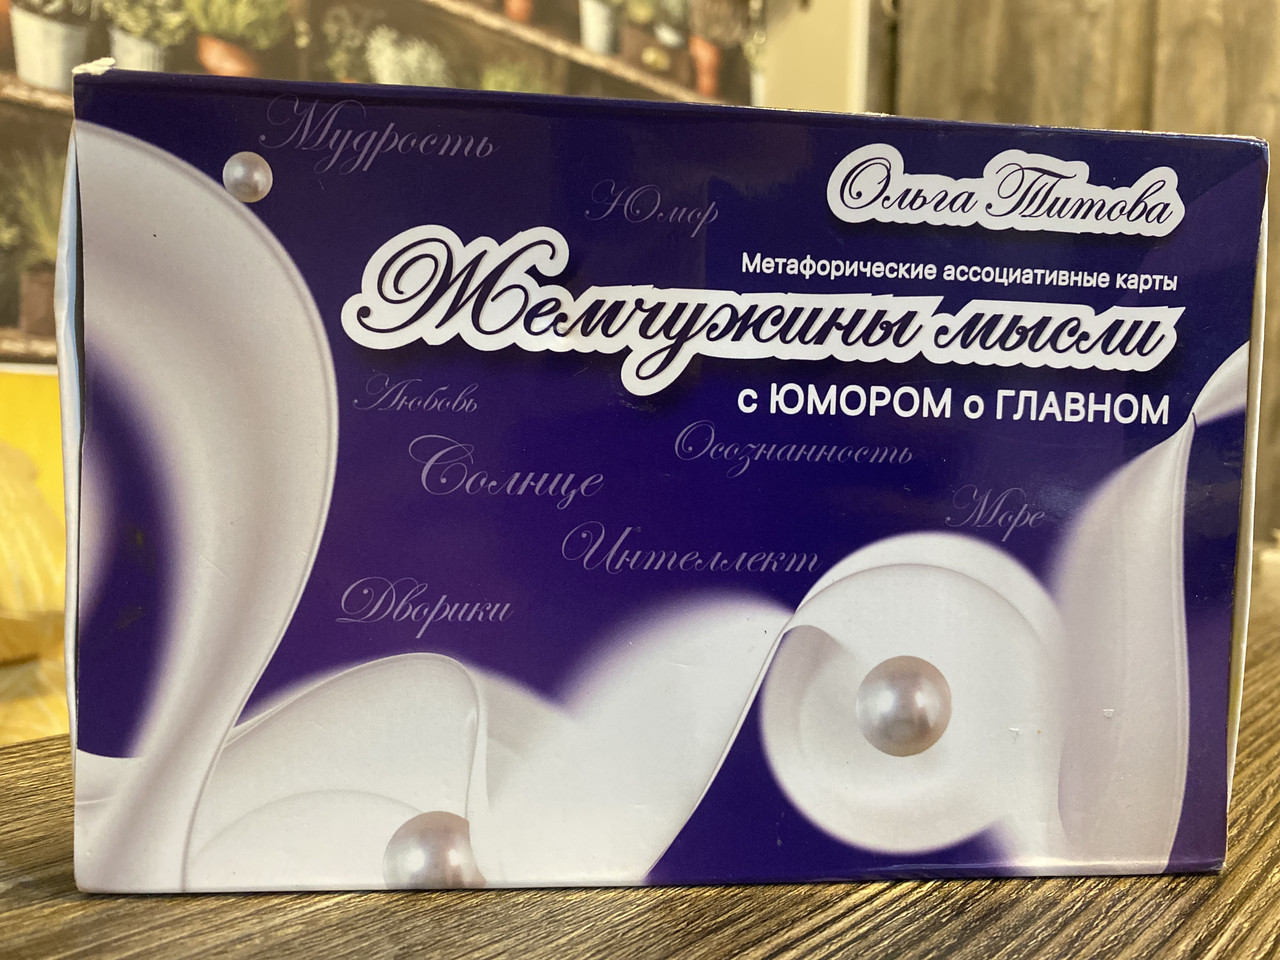 Мудрость
Юмор
Ольга Титова
Метафорические ассоциативные карты
Жемчужины мысли
с ЮМОРОМ о ГЛАВНОМ
Любовь
Осознанность
Солнце
Море
Интеллект
Дворики